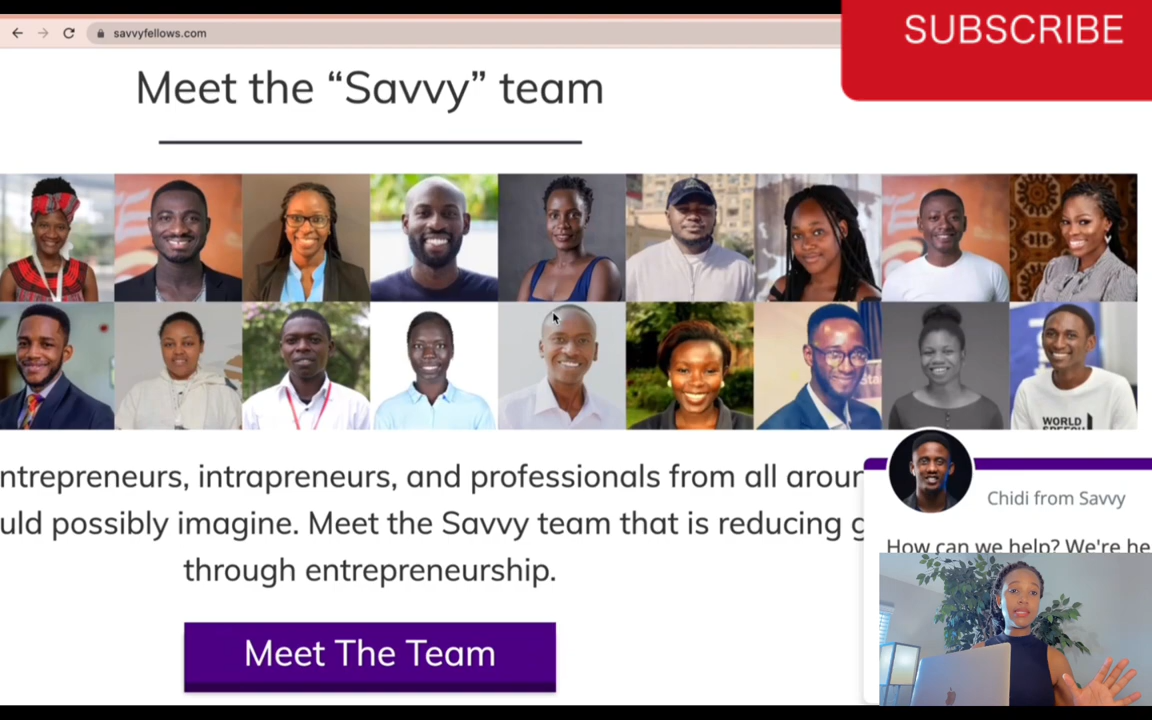 SUBSCRIBE
savvyfellows.com
Meet the “Savvy” team
WORLD
ntrepreneurs, intrapreneurs, and professionals from all aroun
uld possibly imagine. Meet the Savvy team that is reducing g
through entrepreneurship.
Chidi from Savvy
How can we help? We're he
Meet The Team